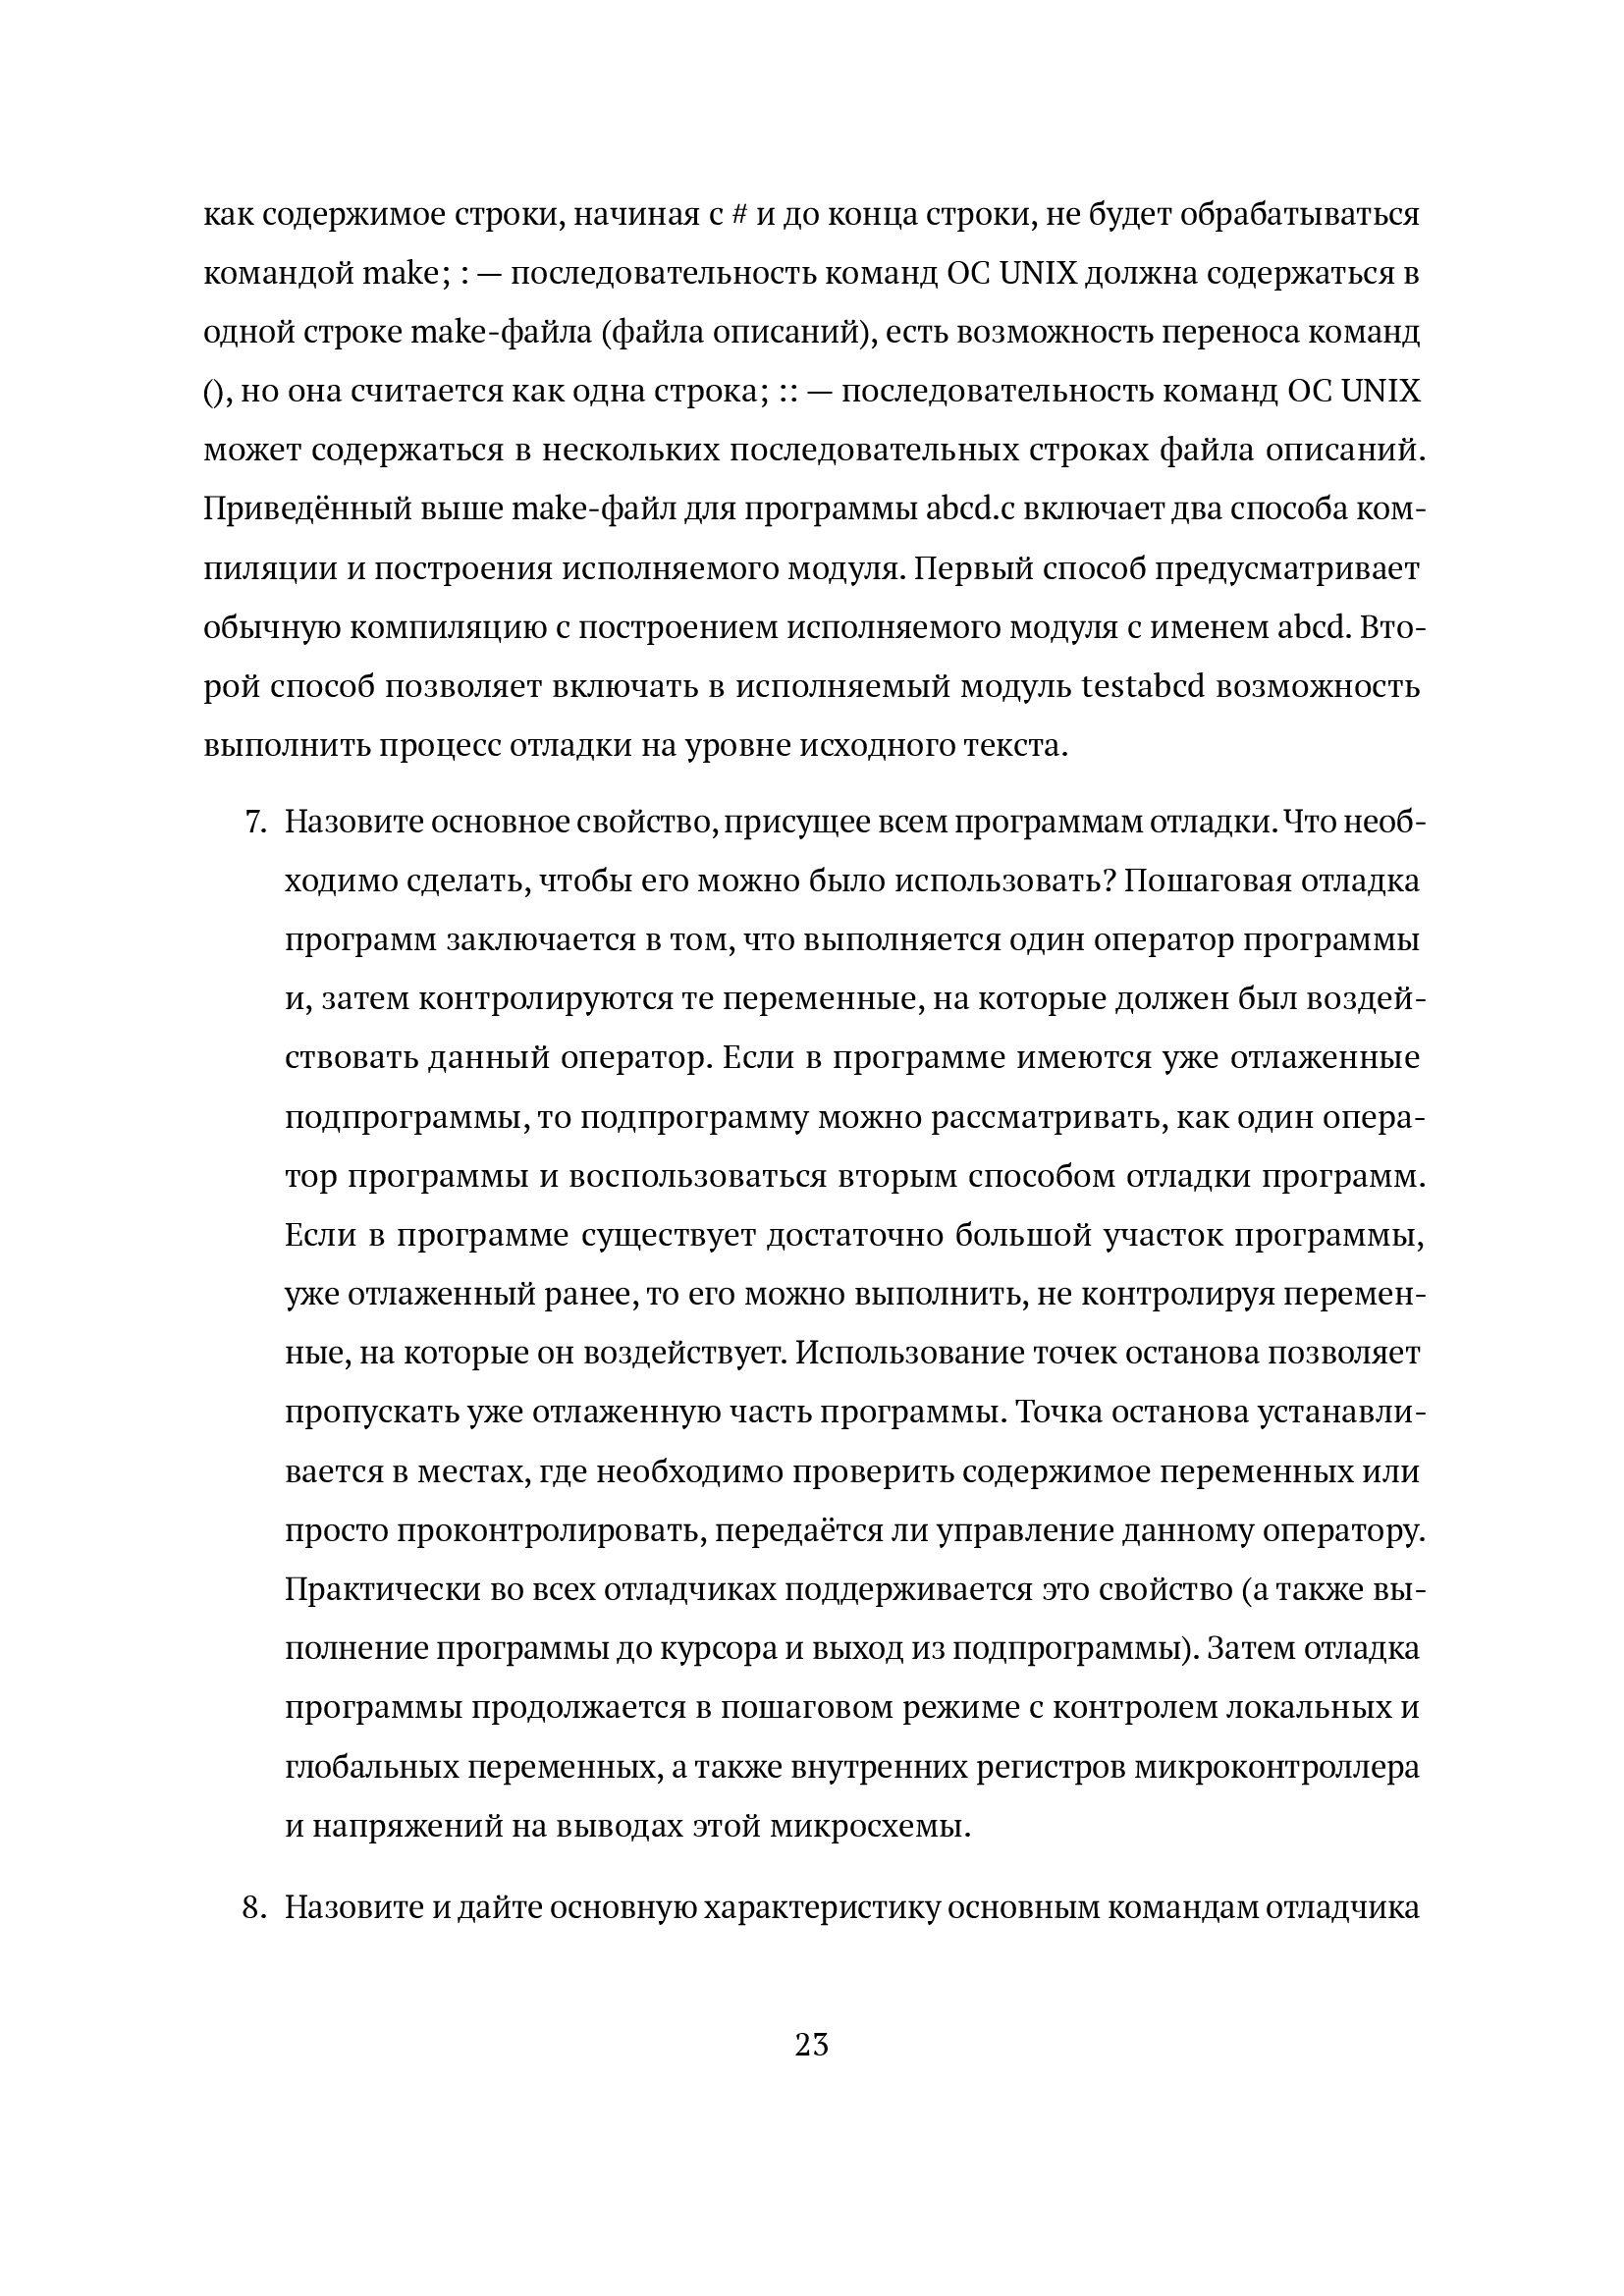 как содержимое строки, начиная с # и до конца строки, не будет обрабатываться
командой make; : — последовательность команд ОС UNIX должна содержаться в
одной строке make-файла (файла описаний), есть возможность переноса команд
(), но она считается как одна строка; :: — последовательность команд ОС UNIX
может содержаться в нескольких последовательных строках файла описаний.
Приведённый выше make-файл для программы abcd.c включает два способа ком-
пиляции и построения исполняемого модуля. Первый способ предусматривает
обычную компиляцию с построением исполняемого модуля с именем abcd. Вто-
рой способ позволяет включать в исполняемый модуль testabcd возможность
выполнить процесс отладки на уровне исходного текста.
7. Назовите основное свойство, присущее всем программам отладки. Что необ-
ходимо сделать, чтобы его можно было использовать? Пошаговая отладка
программ заключается в том, что выполняется один оператор программы
и, затем контролируются те переменные, на которые должен был воздей-
ствовать данный оператор. Если в программе имеются уже отлаженные
подпрограммы, то подпрограмму можно рассматривать, как один опера-
тор программы и воспользоваться вторым способом отладки программ.
Если в программе существует достаточно большой участок программы,
уже отлаженный ранее, то его можно выполнить, не контролируя перемен-
ные, на которые он воздействует. Использование точек останова позволяет
пропускать уже отлаженную часть программы. Точка останова устанавли-
вается в местах, где необходимо проверить содержимое переменных или
просто проконтролировать, передаётся ли управление данному оператору.
Практически во всех отладчиках поддерживается это свойство (а также вы-
полнение программы до курсора и выход из подпрограммы). Затем отладка
программы продолжается в пошаговом режиме с контролем локальных и
глобальных переменных, а также внутренних регистров микроконтроллера
и напряжений на выводах этой микросхемы.
8. Назовите и дайте основную характеристику основным командам отладчика
23